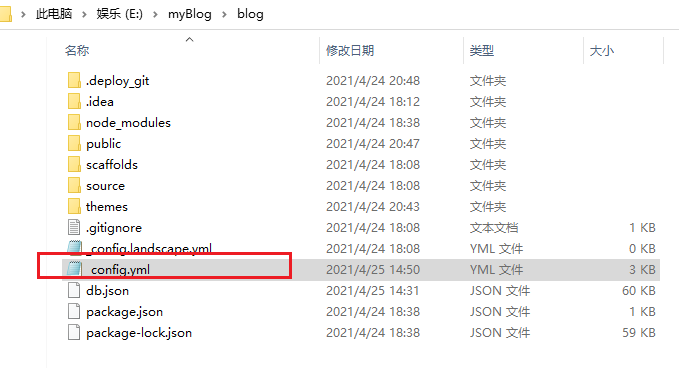 此电脑 > 娱乐 (E:) > myBlog > blog
名称 修改日期 类型 大小
.deploy_git 2021/4/24 20:48 文件夹
.idea 2021/4/24 18:12 文件夹
node_modules 2021/4/24 18:38 文件夹
public 2021/4/24 20:47 文件夹
scaffolds 2021/4/24 18:08 文件夹
source 2021/4/24 18:08 文件夹
themes 2021/4/24 20:43 文件夹
.gitignore 2021/4/24 18:08 文本文档 1 KB
_config.landscape.yml 2021/4/24 18:08 YML 文件 0 KB
_config.yml 2021/4/25 14:50 YML 文件 3 KB
db.json 2021/4/25 14:31 JSON 文件 60 KB
package.json 2021/4/24 18:38 JSON 文件 1 KB
package-lock.json 2021/4/24 18:38 JSON 文件 59 KB